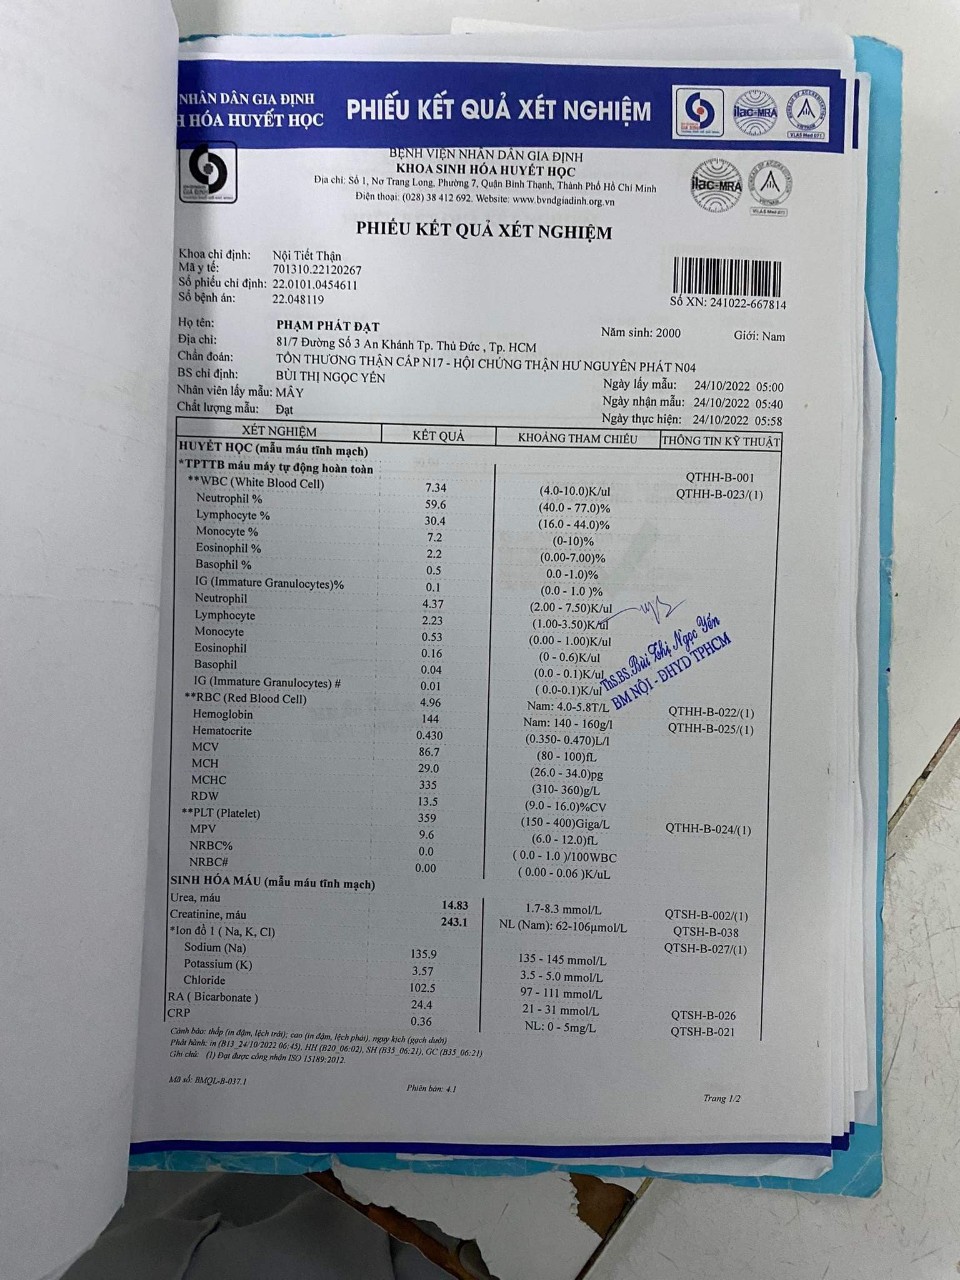 NHÂN DÂN GIA ĐỊNH
HÓA HUYẾT HỌC
PHIẾU KẾT QUẢ XÉT NGHIỆM
ilac-MRA
VIETNAM
VLAS Med 071
BỆNH VIỆN NHÂN DÂN GIA ĐỊNH
KHOA SINH HÓA HUYẾT HỌC
Địa chỉ: Số 1, Nơ Trang Long, Phường 7, Quận Bình Thạnh, Thành Phố Hồ Chí Minh
Điện thoại: (028) 38 412 692. Website: www.bvndgiadinh.org.vn
ilac-MRA
PHIẾU KẾT QUẢ XÉT NGHIỆM
Khoa chỉ định: Nội Tiết Thận
Mã y tế: 701310.22120267
Số phiếu chỉ định: 22.0101.0454611
Số bệnh án: 22.048119
Số XN: 241022-667814
Họ tên: PHẠM PHÁT ĐẠT Năm sinh: 2000 Giới: Nam
Địa chỉ: 81/7 Đường Số 3 An Khánh Tp. Thủ Đức , Tp. HCM
Chẩn đoán: TỔN THƯƠNG THẬN CẤP N17 - HỘI CHỨNG THẬN HƯ NGUYÊN PHÁT N04
BS chỉ định: BÙI THỊ NGỌC YẾN Ngày lấy mẫu: 24/10/2022 05:00
Nhân viên lấy mẫu: MÂY Ngày nhận mẫu: 24/10/2022 05:40
Chất lượng mẫu: Đạt Ngày thực hiện: 24/10/2022 05:58
XÉT NGHIỆM KẾT QUẢ KHOẢNG THAM CHIẾU THÔNG TIN KỸ THUẬT
HUYẾT HỌC (mẫu máu tĩnh mạch)
*TPTTB máu máy tự động hoàn toàn QTHH-B-001
**WBC (White Blood Cell) 7.34 (4.0-10.0)K/ul QTHH-B-023/(1)
Neutrophil % 59.6 (40.0 - 77.0)%
Lymphocyte % 30.4 (16.0 - 44.0)%
Monocyte % 7.2 (0-10)%
Eosinophil % 2.2 (0.00-7.00)%
Basophil % 0.5 0.0 -1.0)%
IG (Immature Granulocytes)% 0.1 (0.0 - 1.0 )%
Neutrophil 4.37 (2.00 - 7.50)K/ul
Lymphocyte 2.23 (1.00-3.50)K/ul
Monocyte 0.53 (0.00 - 1.00)K/ul
Eosinophil 0.16 (0 - 0.6)K/ul
Basophil 0.04 (0.0 - 0.1)K/ul
IG (Immature Granulocytes) # 0.01 ( 0.0-0.1)K/ul
ThS.BS.Bùi Thị Ngọc Yến
BM NỘI - ĐHYD TPHCM
**RBC (Red Blood Cell) 4.96 Nam: 4.0-5.8T/L QTHH-B-022/(1)
Hemoglobin 144 Nam: 140 - 160g/l QTHH-B-025/(1)
Hematocrite 0.430 (0.350- 0.470)L/l
MCV 86.7 (80 - 100)fL
MCH 29.0 (26.0 - 34.0)pg
MCHC 335 (310- 360)g/L
RDW 13.5 (9.0 - 16.0)%CV
**PLT (Platelet) 359 (150 - 400)Giga/L QTHH-B-024/(1)
MPV 9.6 (6.0 - 12.0)fL
NRBC% 0.0 ( 0.0 - 1.0 )/100WBC
NRBC# 0.00 ( 0.00 - 0.06 )K/uL
SINH HÓA MÁU (mẫu máu tĩnh mạch)
Urea, máu 14.83 1.7-8.3 mmol/L QTSH-B-002/(1)
Creatinine, máu 243.1 NL (Nam): 62-106μmol/L QTSH-B-038
*Ion đồ 1 ( Na, K, Cl) QTSH-B-027/(1)
Sodium (Na) 135.9 135 - 145 mmol/L
Potassium (K) 3.57 3.5 - 5.0 mmol/L
Chloride 102.5 97 - 111 mmol/L
RA ( Bicarbonate ) 24.4 21 - 31 mmol/L QTSH-B-026
CRP 0.36 NL: 0 - 5mg/L QTSH-B-021
Cảnh báo: thấp (in đậm, lệch trái); cao (in đậm, lệch phải), nguy kịch (gạch dưới)
Phát hành: in (B13_24/10/2022 06:45), HH (B20_06:02), SH (B35_06:21), GC (B35_06:21)
Ghi chú: (1) Đạt được công nhận ISO 15189:2012.
Mã số: BMQL-B-037.1 Phiên bản: 4.1 Trang 1/2